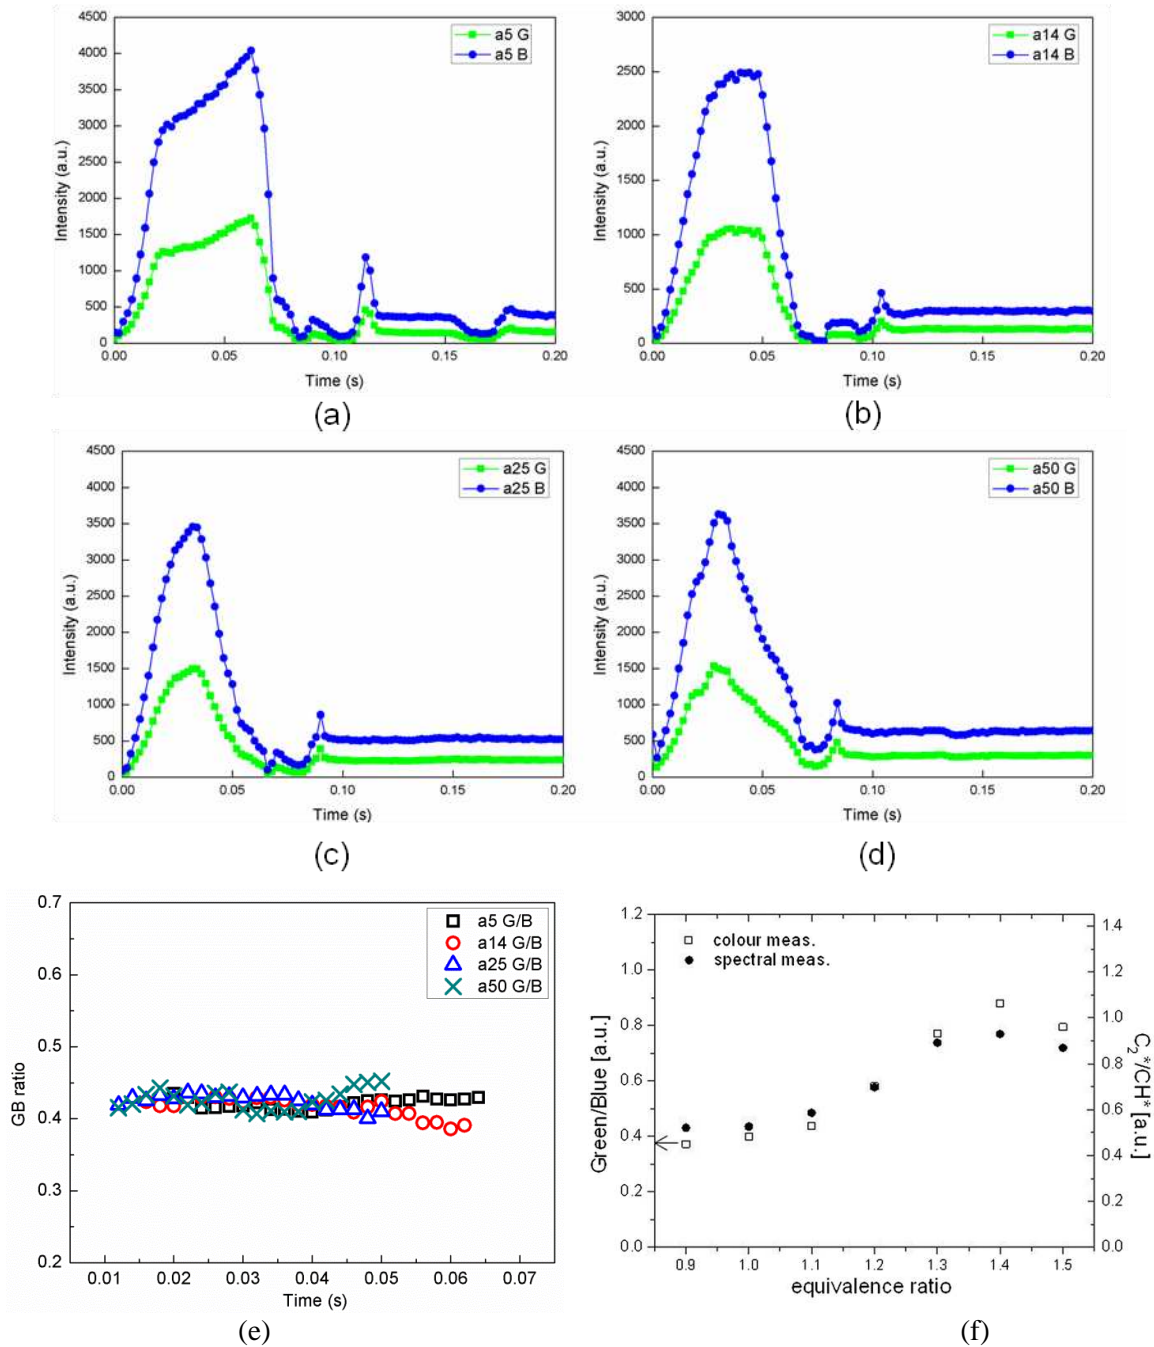 4500
4000
3500
3000
2500
2000
1500
1000
500
0
Intensity (a.u.)
a5 G
a5 B
0.00 0.05 0.10 0.15 0.20
Time (s)
(a)
3000
2500
2000
1500
1000
500
0
Intensity (a.u.)
a14 G
a14 B
0.00 0.05 0.10 0.15 0.20
Time (s)
(b)
4500
4000
3500
3000
2500
2000
1500
1000
500
0
Intensity (a.u.)
a25 G
a25 B
0.00 0.05 0.10 0.15 0.20
Time (s)
(c)
4500
4000
3500
3000
2500
2000
1500
1000
500
0
Intensity (a.u.)
a50 G
a50 B
0.00 0.05 0.10 0.15 0.20
Time (s)
(d)
0.7
0.6
0.5
0.4
0.3
0.2
GB ratio
a5 G/B
a14 G/B
a25 G/B
a50 G/B
0.01 0.02 0.03 0.04 0.05 0.06 0.07
Time (s)
(e)
1.2
1.0
0.8
0.6
0.4
0.2
0.0
Green/Blue [a.u.]
colour meas.
spectral meas.
1.4
1.2
1.0
0.8
0.6
0.4
0.2
0.0
C₂*/CH* [a.u.]
0.9 1.0 1.1 1.2 1.3 1.4 1.5
equivalence ratio
(f)